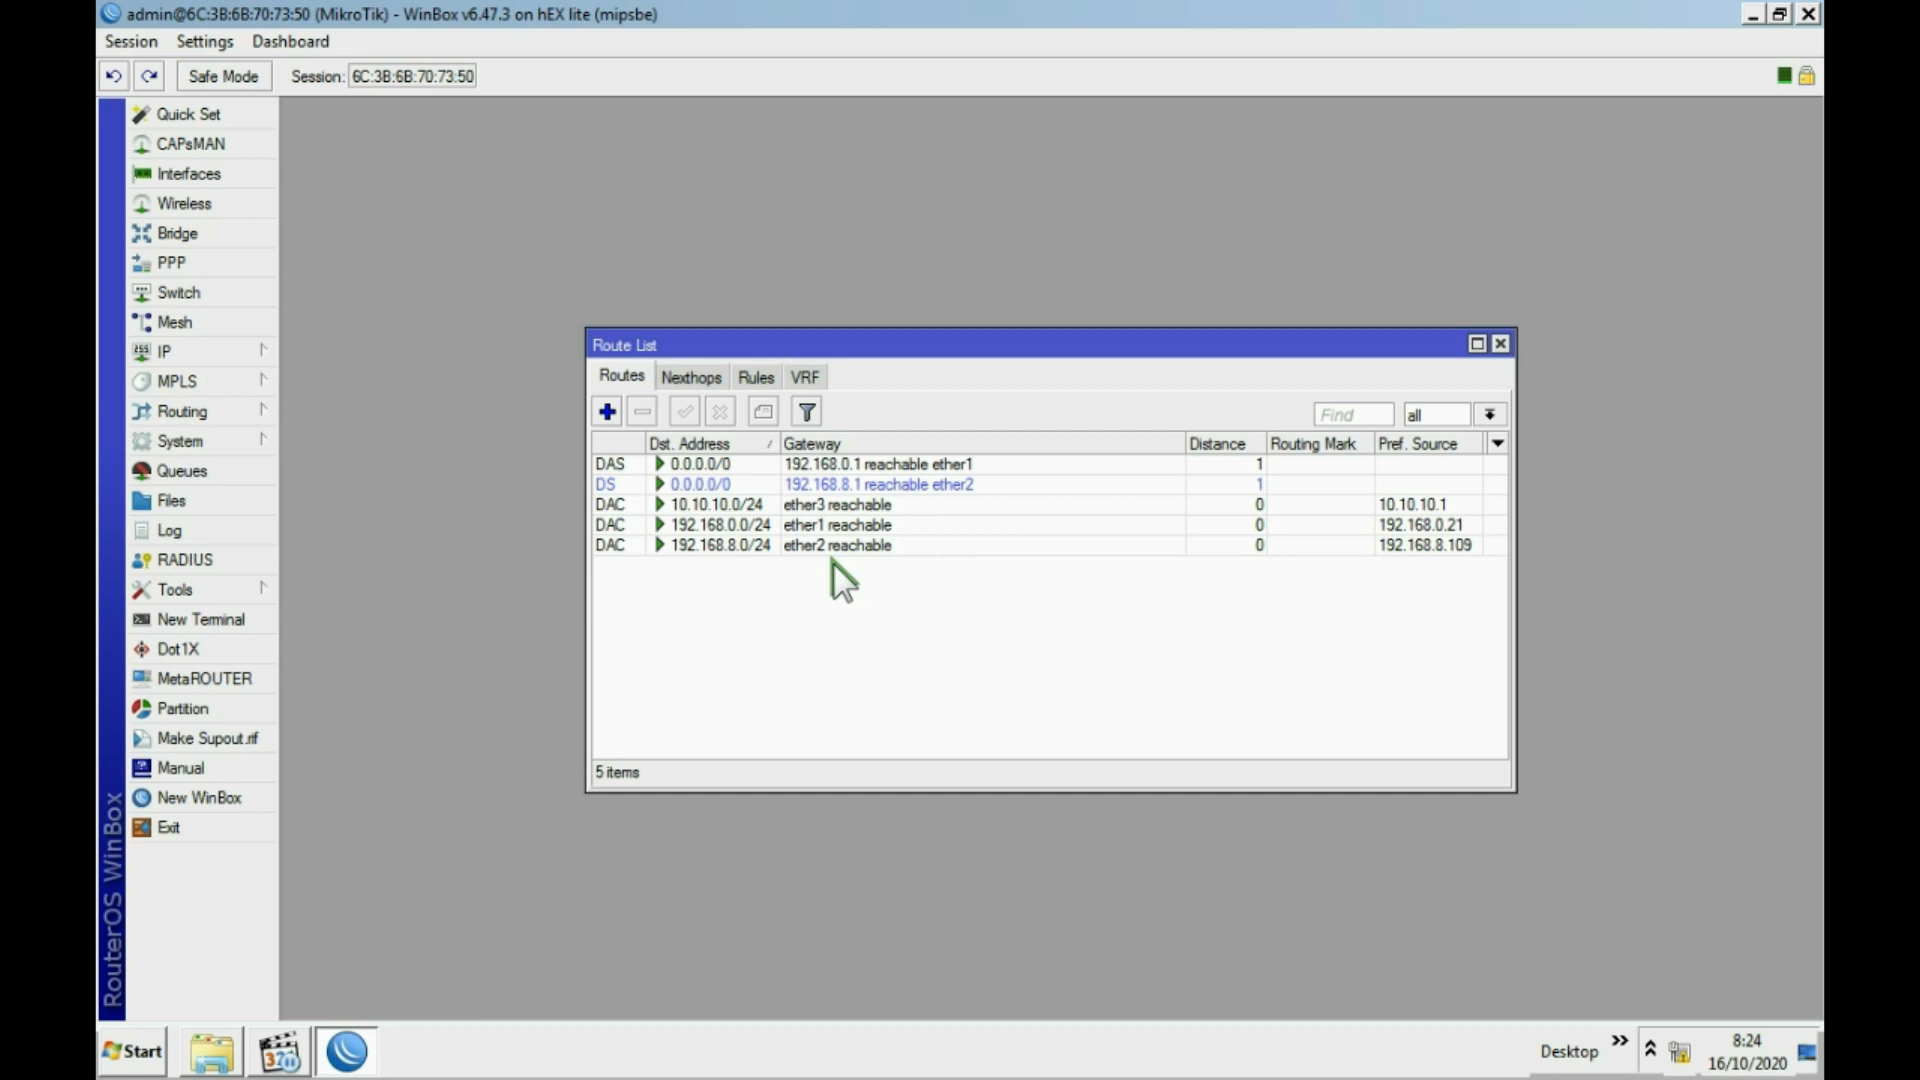 admin@6C:3B:6B:70:73:50 (MikroTik) - WinBox v6.47.3 on hEX lite (mipsbe)
Session Settings Dashboard
Safe Mode Session: 6C:3B:6B:70:73:50
Quick Set
CAPsMAN
Interfaces
Wireless
Bridge
PPP
Switch
Mesh
IP
MPLS
Routing
System
Queues
Files
Log
RADIUS
Tools
New Terminal
Dot1X
MetaROUTER
Partition
Make Supout.rif
Manual
New WinBox
Exit
RouterOS WinBox
Route List
Routes Nexthops Rules VRF
Find all
Dst. Address / Gateway Distance Routing Mark Pref. Source
DAS 0.0.0.0/0 192.168.0.1 reachable ether1 1
DS 0.0.0.0/0 192.168.8.1 reachable ether2 1
DAC 10.10.10.0/24 ether3 reachable 0 10.10.10.1
DAC 192.168.0.0/24 ether1 reachable 0 192.168.0.21
DAC 192.168.8.0/24 ether2 reachable 0 192.168.8.109
5 items
Start
321
Desktop
8:24
16/10/2020